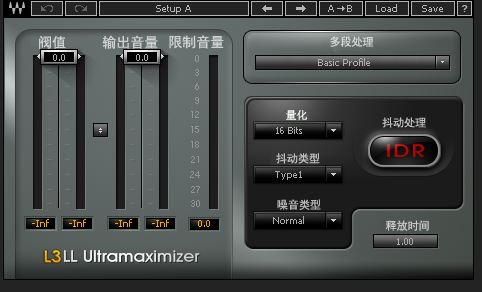 Setup A
A→B
Load
Save
?
阀值
输出音量
限制音量
0.0
0.0
0
3
6
9
12
15
18
21
24
27
30
-Inf
-Inf
-Inf
-Inf
0.0
L3LL Ultramaximizer
多段处理
Basic Profile
量化
16 Bits
抖动类型
Type1
噪音类型
Normal
抖动处理
IDR
释放时间
1.00